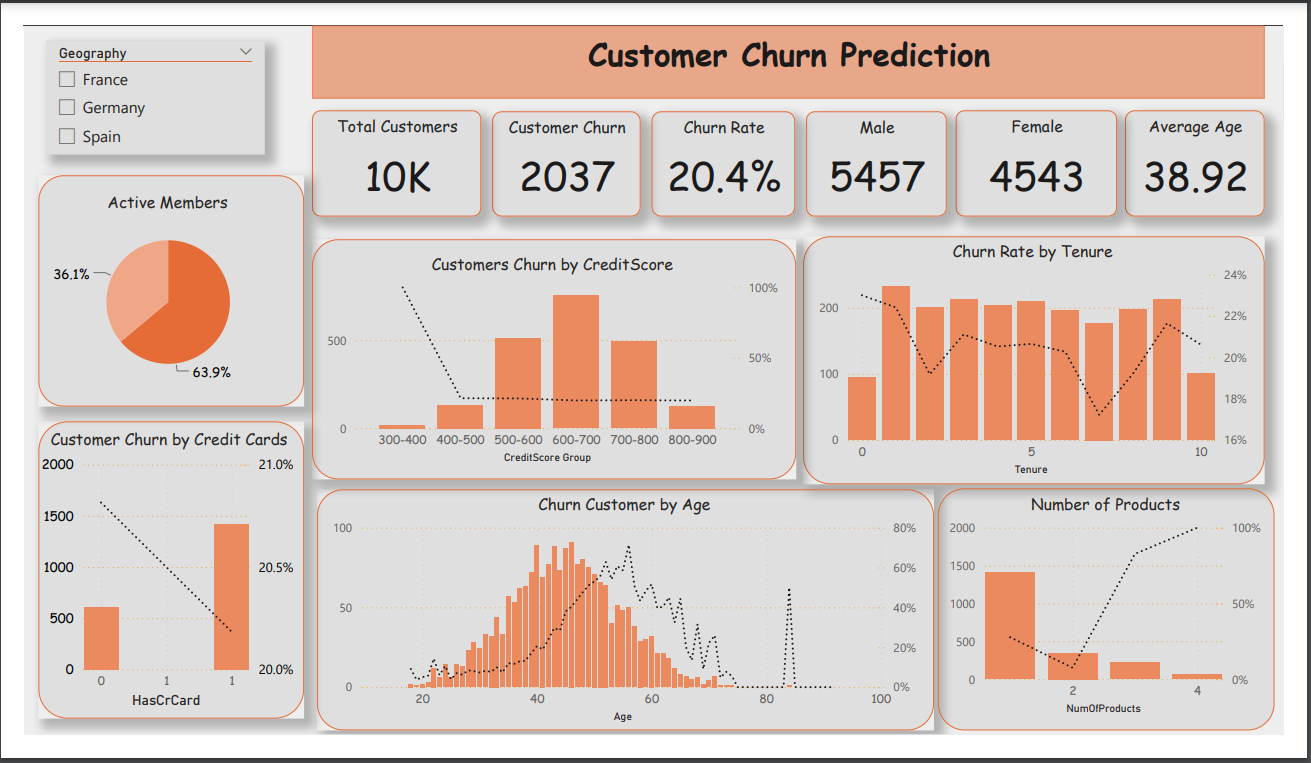 Geography
France
Germany
Spain
Customer Churn Prediction
Total Customers
10K
Customer Churn
2037
Churn Rate
20.4%
Male
5457
Female
4543
Average Age
38.92
Active Members
36.1%
63.9%
Customers Churn by CreditScore
100%
500
50%
0
0%
300-400 400-500 500-600 600-700 700-800 800-900
CreditScore Group
Churn Rate by Tenure
24%
200
22%
20%
100
18%
0
16%
0 5 10
Tenure
Customer Churn by Credit Cards
2000 21.0%
1500
1000 20.5%
500
0 20.0%
0 1 1
HasCrCard
Churn Customer by Age
100 80%
60%
50 40%
20%
0 0%
20 40 60 80 100
Age
Number of Products
2000 100%
1500
1000 50%
500
0 0%
2 4
NumOfProducts